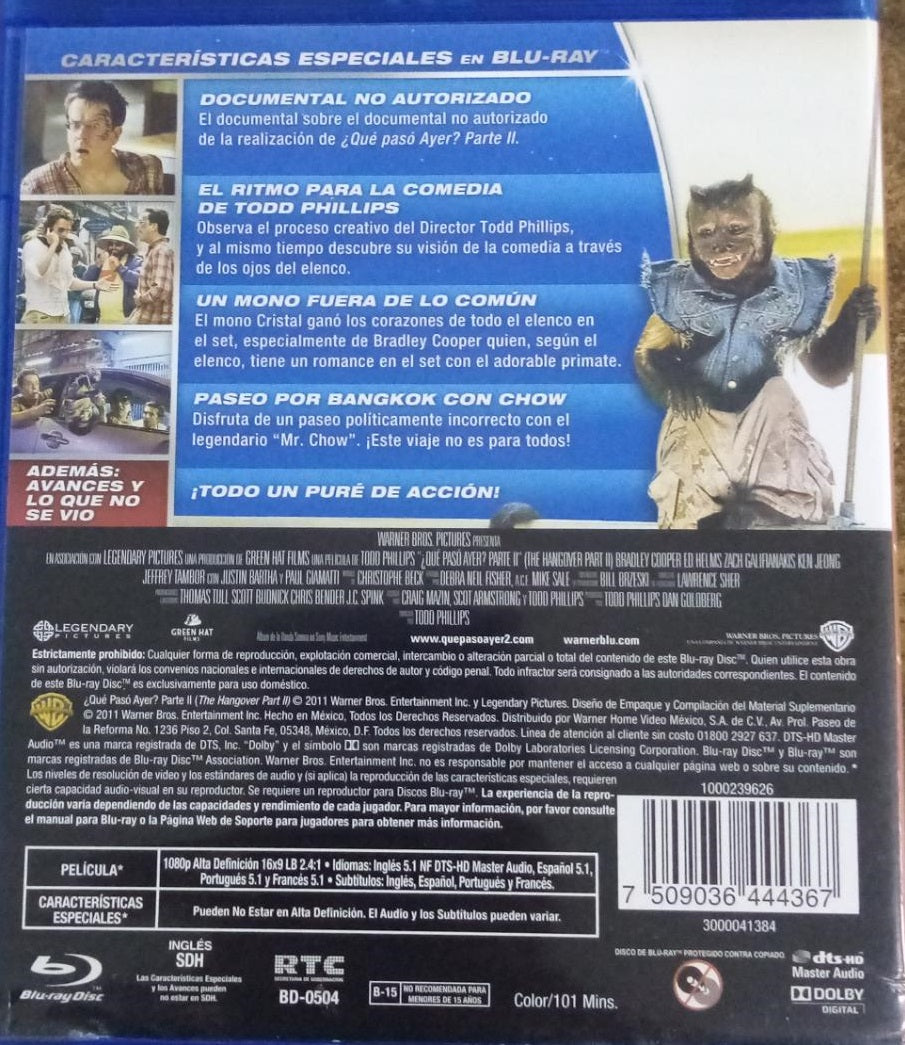 CARACTERÍSTICAS ESPECIALES EN BLU-RAY™
DOCUMENTAL NO AUTORIZADO
El documental sobre el documental no autorizado
de la realización de ¿Qué pasó Ayer? Parte II.
EL RITMO PARA LA COMEDIA
DE TODD PHILLIPS
Observa el proceso creativo del Director Todd Phillips,
y al mismo tiempo descubre su visión de la comedia a través
de los ojos del elenco.
UN MONO FUERA DE LO COMÚN
El mono Cristal ganó los corazones de todo el elenco en
el set, especialmente de Bradley Cooper quien, según el
elenco, tiene un romance en el set con el adorable primate.
PASEO POR BANGKOK CON CHOW
Disfruta de un paseo políticamente incorrecto con el
legendario “Mr. Chow”. ¡Este viaje no es para todos!
ADEMÁS:
AVANCES Y
LO QUE NO
SE VIO
¡TODO UN PURÉ DE ACCIÓN!
WARNER BROS. PICTURES PRESENTA
EN ASOCIACIÓN CON LEGENDARY PICTURES UNA PRODUCCIÓN DE GREEN HAT FILMS UNA PELÍCULA DE TODD PHILLIPS "¿QUÉ PASÓ AYER? PARTE II" (THE HANGOVER PART II) BRADLEY COOPER ED HELMS ZACH GALIFIANAKIS KEN JEONG
JEFFREY TAMBOR CON JUSTIN BARTHA Y PAUL GIAMATTI CHRISTOPHE BECK DEBRA NEIL FISHER, A.C.E. MIKE SALE BILL BRZESKI LAWRENCE SHER
THOMAS TULL SCOTT BUDNICK CHRIS BENDER J.C. SPINK CRAIG MAZIN, SCOT ARMSTRONG Y TODD PHILLIPS TODD PHILLIPS DAN GOLDBERG
TODD PHILLIPS
LEGENDARY
PICTURES
GREEN HAT
FILMS
Álbum de la Banda Sonora en Sony Music Entertainment
www.quepasoayer2.com
warnerblu.com
WARNER BROS. PICTURES
Estrictamente prohibido: Cualquier forma de reproducción, explotación comercial, intercambio o alteración parcial o total del contenido de este Blu-ray Disc™. Quien utilice esta obra
sin autorización, violará los convenios nacionales e internacionales de derechos de autor y código penal. Todo infractor será consignado a las autoridades correspondientes. El contenido
de este Blu-ray Disc™ es exclusivamente para uso doméstico.
¿Qué Pasó Ayer? Parte II (The Hangover Part II) © 2011 Warner Bros. Entertainment Inc. y Legendary Pictures. Diseño de Empaque y Compilación del Material Suplementario
© 2011 Warner Bros. Entertainment Inc. Hecho en México, Todos los Derechos Reservados. Distribuido por Warner Home Video México, S.A. de C.V., Av. Prol. Paseo de
la Reforma No. 1236 Piso 2, Col. Santa Fe, 05348, México, D.F. Todos los derechos reservados. Línea de atención al cliente sin costo 01800 2927 637. DTS-HD Master
Audio™ es una marca registrada de DTS, Inc. “Dolby” y el símbolo DD son marcas registradas de Dolby Laboratories Licensing Corporation. Blu-ray Disc™ y Blu-ray™ son
marcas registradas de Blu-ray Disc™ Association. Warner Bros. Entertainment Inc. no es responsable por mantener el acceso a cualquier página web o sobre su contenido. *
Los niveles de resolución de video y los estándares de audio y (si aplica) la reproducción de las características especiales, requieren
cierta capacidad audio-visual en su reproductor. Se requiere un reproductor para Discos Blu-ray™. La experiencia de la repro-
ducción varía dependiendo de las capacidades y rendimiento de cada jugador. Para mayor información, por favor consulte
el manual para Blu-ray o la Página Web de Soporte para jugadores para obtener más información.
1000239626
7 509036 444367
3000041384
PELÍCULA*
1080p Alta Definición 16x9 LB 2.4:1 • Idiomas: Inglés 5.1 NF DTS-HD Master Audio, Español 5.1,
Portugués 5.1 y Francés 5.1 • Subtítulos: Inglés, Español, Portugués y Francés.
CARACTERÍSTICAS
ESPECIALES*
Pueden No Estar en Alta Definición. El Audio y los Subtítulos pueden variar.
Blu-ray Disc™
INGLÉS
SDH
Las Características Especiales
y los Avances pueden
no estar en SDH.
RTC
SECRETARÍA DE GOBERNACIÓN
BD-0504
B-15
NO RECOMENDADA PARA
MENORES DE 15 AÑOS
Color/101 Mins.
DISCO DE BLU-RAY™ PROTEGIDO CONTRA COPIADO
dts-HD
Master Audio
DOLBY
DIGITAL